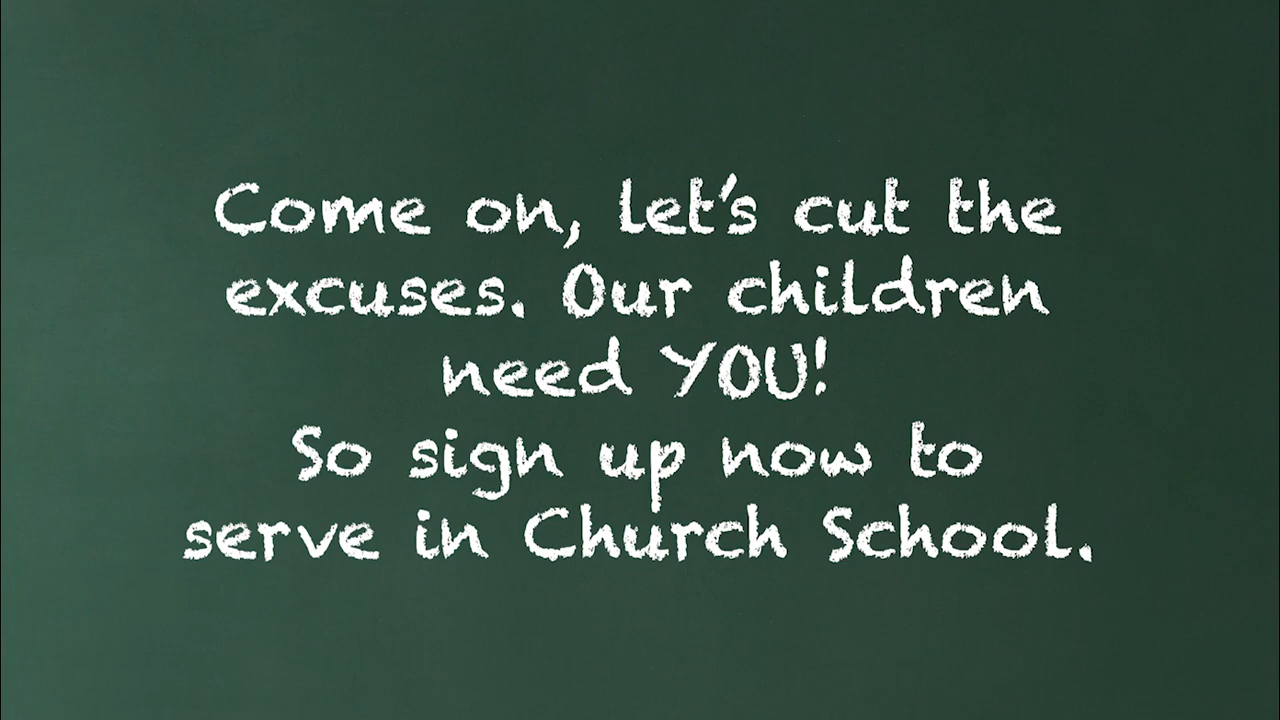 Come on, let's cut the
excuses. Our children
need YOU!
So sign up now to
serve in Church School.